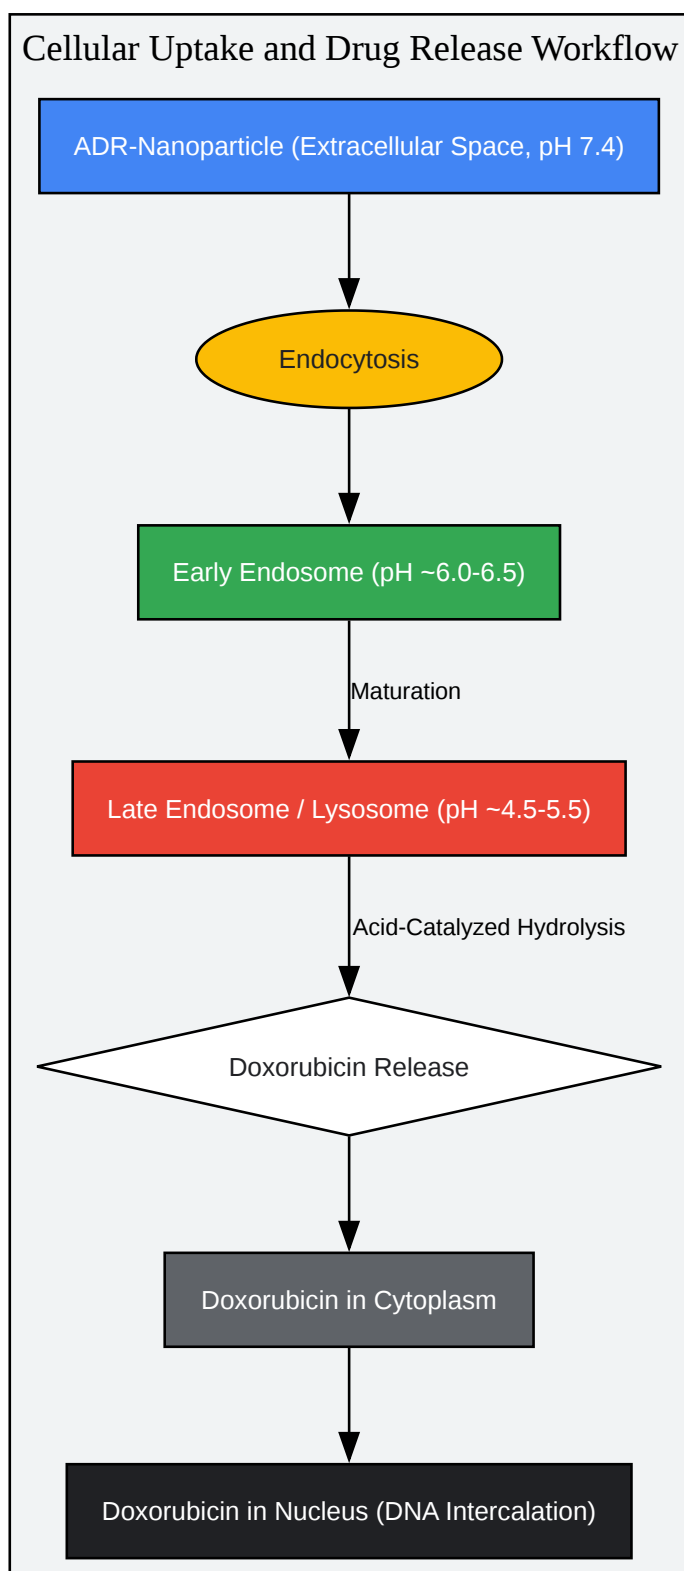 Cellular Uptake and Drug Release Workflow
ADR-Nanoparticle (Extracellular Space, pH 7.4)
Endocytosis
Early Endosome (pH ~6.0-6.5)
Maturation
Late Endosome / Lysosome (pH ~4.5-5.5)
Acid-Catalyzed Hydrolysis
Doxorubicin Release
Doxorubicin in Cytoplasm
Doxorubicin in Nucleus (DNA Intercalation)